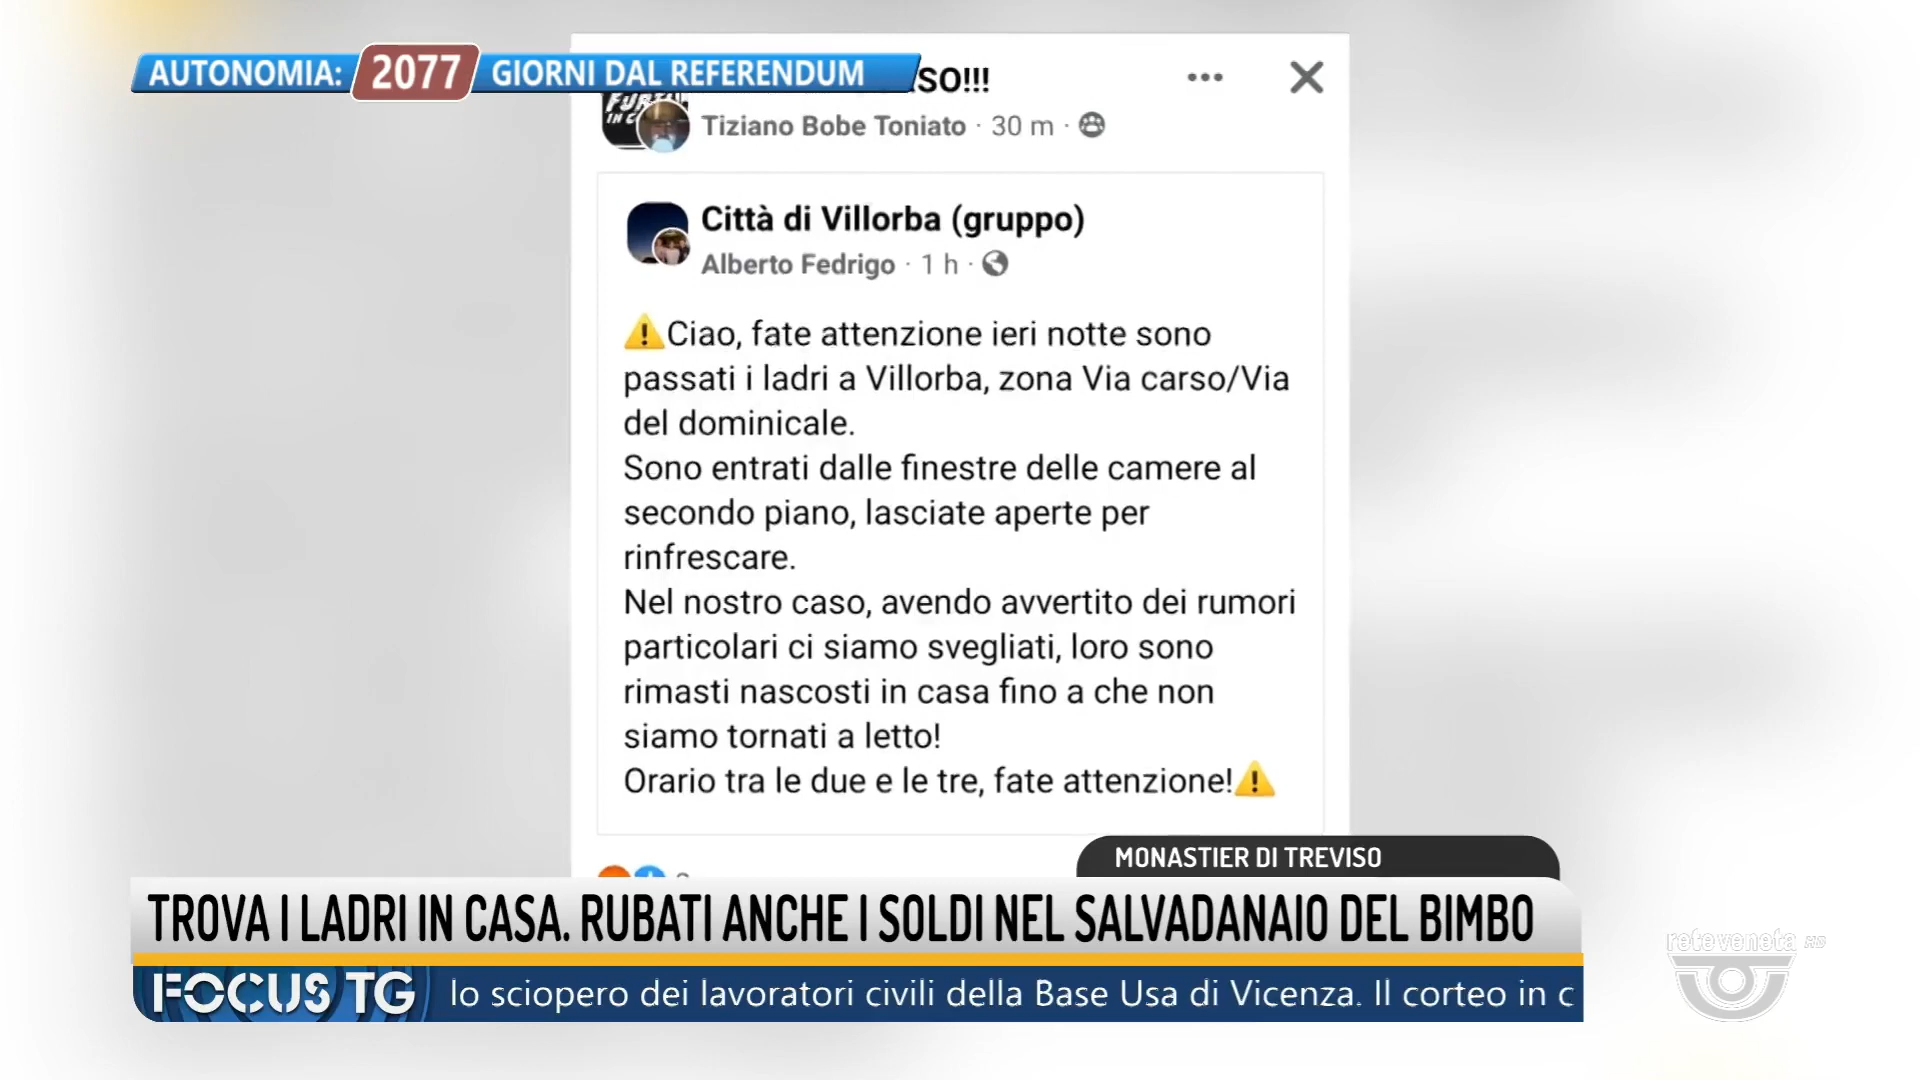 AUTONOMIA: 2077 GIORNI DAL REFERENDUM
SO!!!
Tiziano Bobe Toniato · 30 m ·
Città di Villorba (gruppo)
Alberto Fedrigo · 1 h ·
⚠️Ciao, fate attenzione ieri notte sono
passati i ladri a Villorba, zona Via carso/Via
del dominicale.
Sono entrati dalle finestre delle camere al
secondo piano, lasciate aperte per
rinfrescare.
Nel nostro caso, avendo avvertito dei rumori
particolari ci siamo svegliati, loro sono
rimasti nascosti in casa fino a che non
siamo tornati a letto!
Orario tra le due e le tre, fate attenzione!⚠️
MONASTIER DI TREVISO
TROVA I LADRI IN CASA. RUBATI ANCHE I SOLDI NEL SALVADANAIO DEL BIMBO
FOCUS TG lo sciopero dei lavoratori civili della Base Usa di Vicenza. Il corteo in c
reteveneta HD